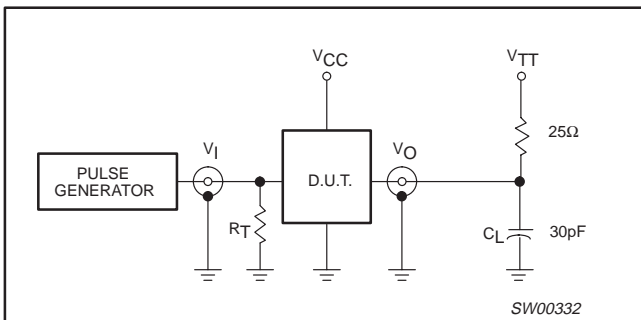 VCC
VTT
25Ω
VI
VO
PULSE
GENERATOR
D.U.T.
RT
CL
30pF
SW00332